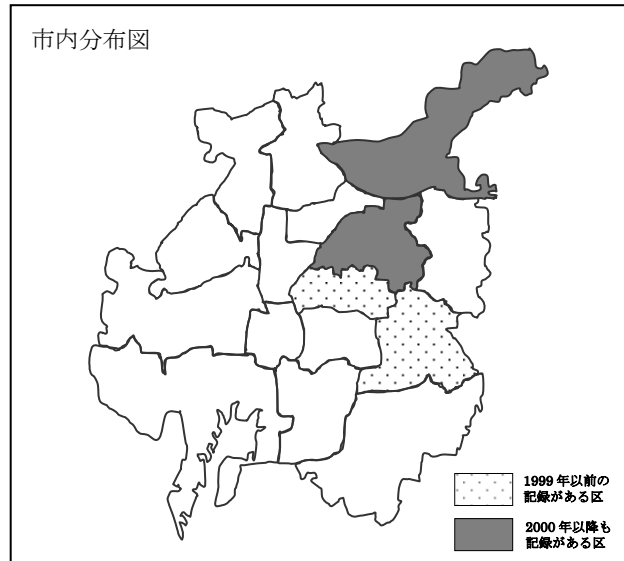 市内分布図
1999 年以前の
記録がある区
2000 年以降も
記録がある区